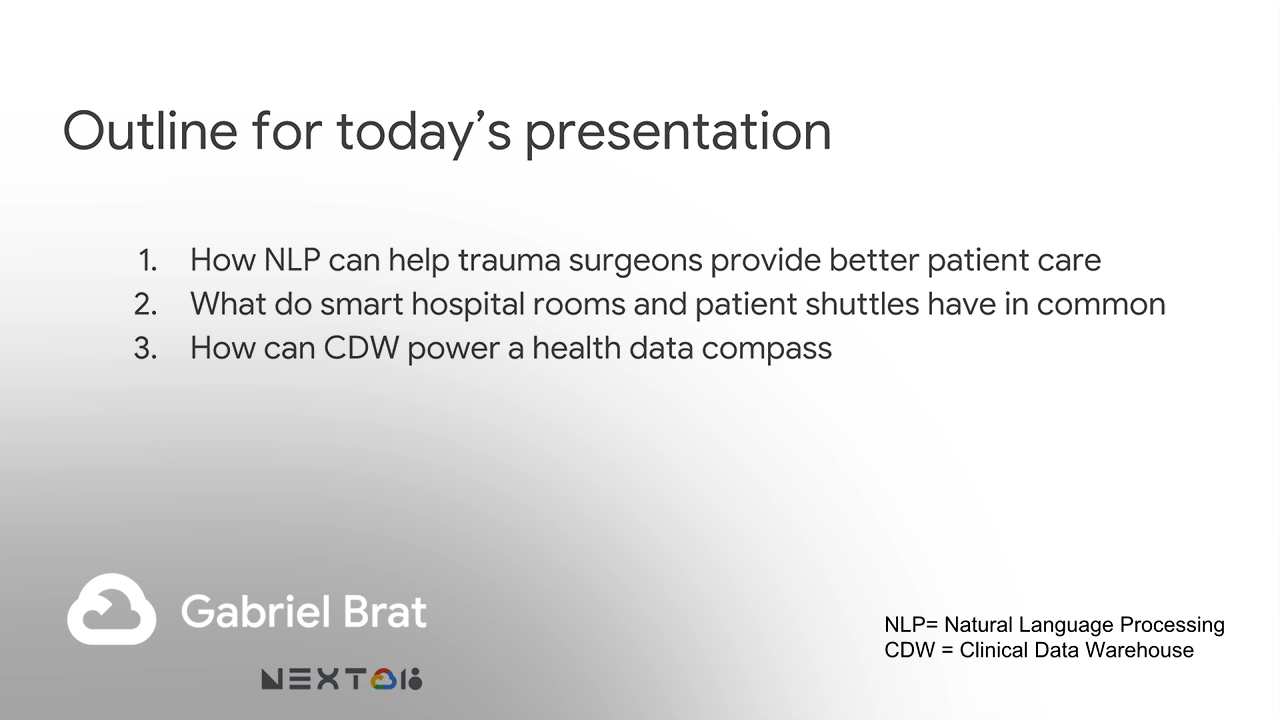 Outline for today’s presentation
1. How NLP can help trauma surgeons provide better patient care
2. What do smart hospital rooms and patient shuttles have in common
3. How can CDW power a health data compass
Gabriel Brat
NEXT 18
NLP= Natural Language Processing
CDW = Clinical Data Warehouse